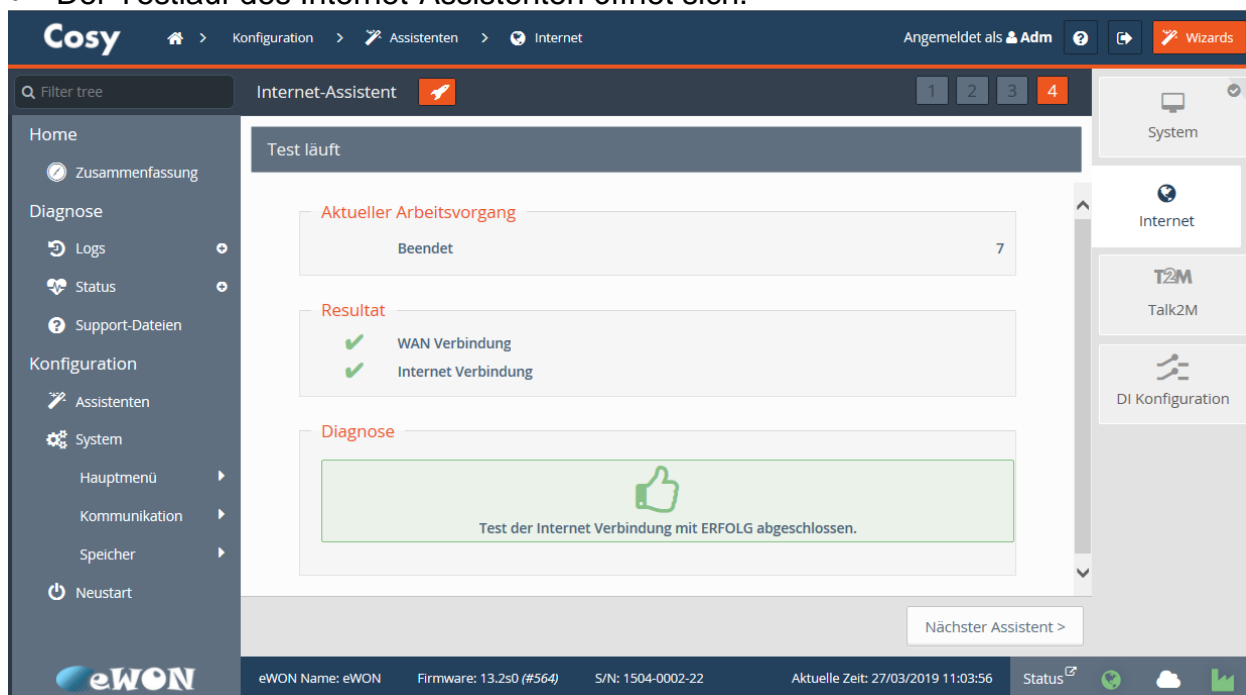 • Der Testlauf des Internet-Assistenten öffnet sich.
Cosy > Konfiguration > Assistenten > Internet Angemeldet als Adm Wizards
Filter tree
Internet-Assistent 1 2 3 4
System
Home
Test läuft
Zusammenfassung
Diagnose
Aktueller Arbeitsvorgang
Internet
Logs
Beendet 7
Status
T2M
Resultat
Talk2M
Support-Dateien
WAN Verbindung
Konfiguration
Internet Verbindung
Assistenten
DI Konfiguration
Diagnose
System
Hauptmenü
Kommunikation
Test der Internet Verbindung mit ERFOLG abgeschlossen.
Speicher
Neustart
Nächster Assistent >
eWON
eWON Name: eWON Firmware: 13.2s0 (#564) S/N: 1504-0002-22 Aktuelle Zeit: 27/03/2019 11:03:56 Status